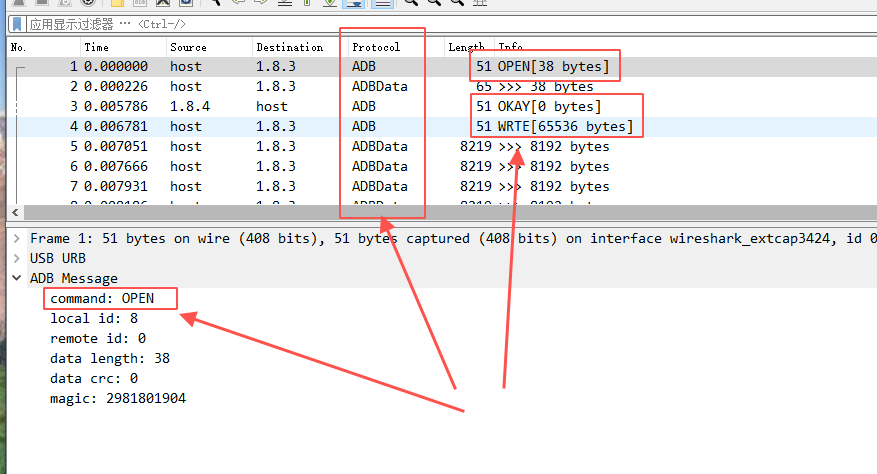 应用显示过滤器 … <Ctrl-/>
No. Time Source Destination Protocol Length Info
1 0.000000 host 1.8.3 ADB 51 OPEN[38 bytes]
2 0.000226 host 1.8.3 ADBData 65 >>> 38 bytes
3 0.005786 1.8.4 host ADB 51 OKAY[0 bytes]
4 0.006781 host 1.8.3 ADB 51 WRTE[65536 bytes]
5 0.007051 host 1.8.3 ADBData 8219 >>> 8192 bytes
6 0.007666 host 1.8.3 ADBData 8219 >>> 8192 bytes
7 0.007931 host 1.8.3 ADBData 8219 >>> 8192 bytes
Frame 1: 51 bytes on wire (408 bits), 51 bytes captured (408 bits) on interface wireshark_extcap3424, id 0
USB URB
ADB Message
command: OPEN
local id: 8
remote id: 0
data length: 38
data crc: 0
magic: 2981801904